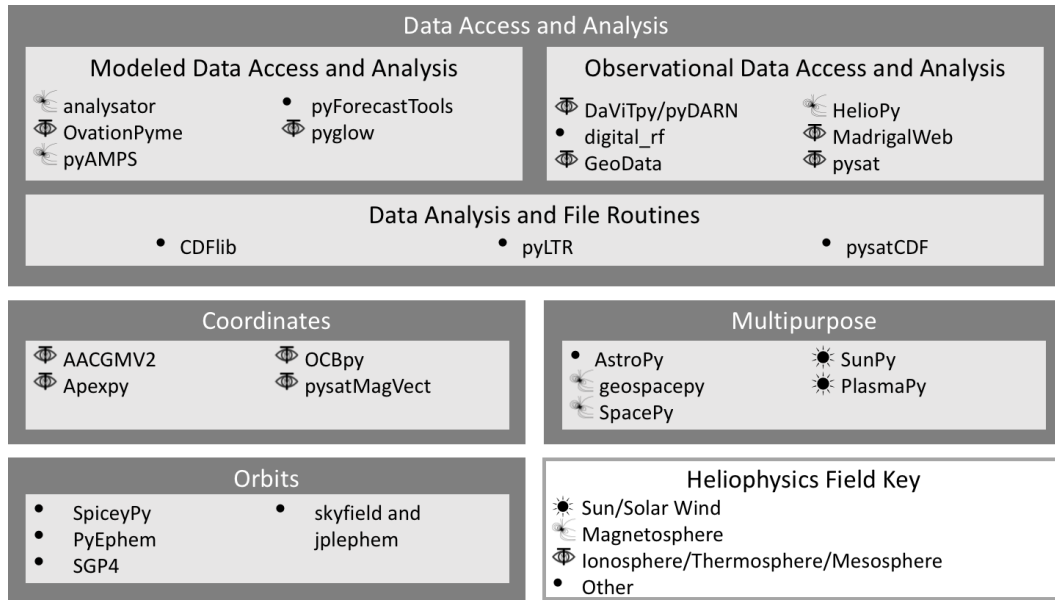 Data Access and Analysis
Modeled Data Access and Analysis
analysator
OvationPyme
pyAMPS
pyForecastTools
pyglow
Observational Data Access and Analysis
DaViTpy/pyDARN
digital_rf
GeoData
HelioPy
MadrigalWeb
pysat
Data Analysis and File Routines
CDFlib
pyLTR
pysatCDF
Coordinates
AACGMV2
Apexpy
OCBpy
pysatMagVect
Multipurpose
AstroPy
geospacepy
SpacePy
SunPy
PlasmaPy
Orbits
SpiceyPy
PyEphem
SGP4
skyfield and
jplephem
Heliophysics Field Key
Sun/Solar Wind
Magnetosphere
Ionosphere/Thermosphere/Mesosphere
Other